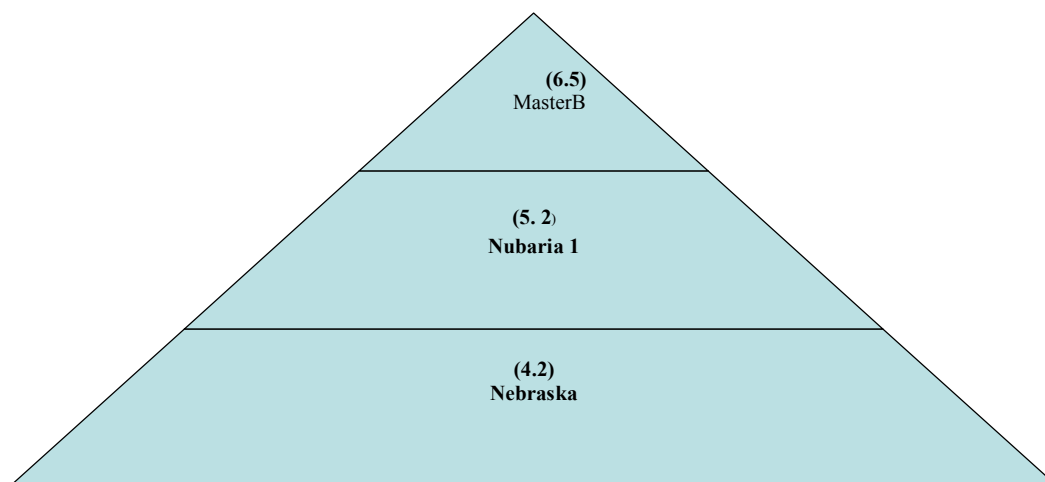 (6.5)
MasterB
(5. 2)
Nubaria 1
(4.2)
Nebraska